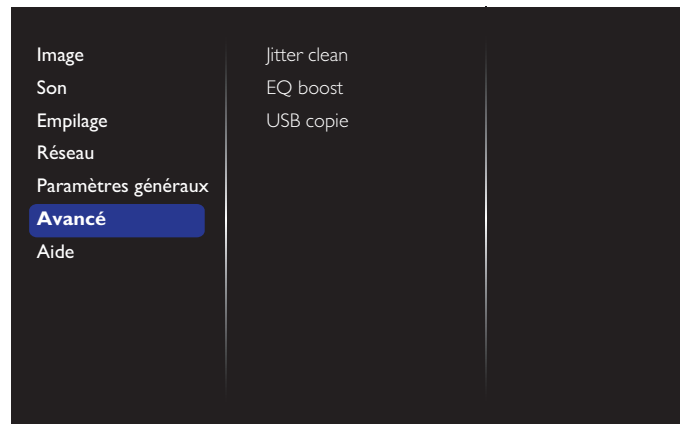 Image
Son
Empilage
Réseau
Paramètres généraux
Avancé
Aide
Jitter clean
EQ boost
USB copie